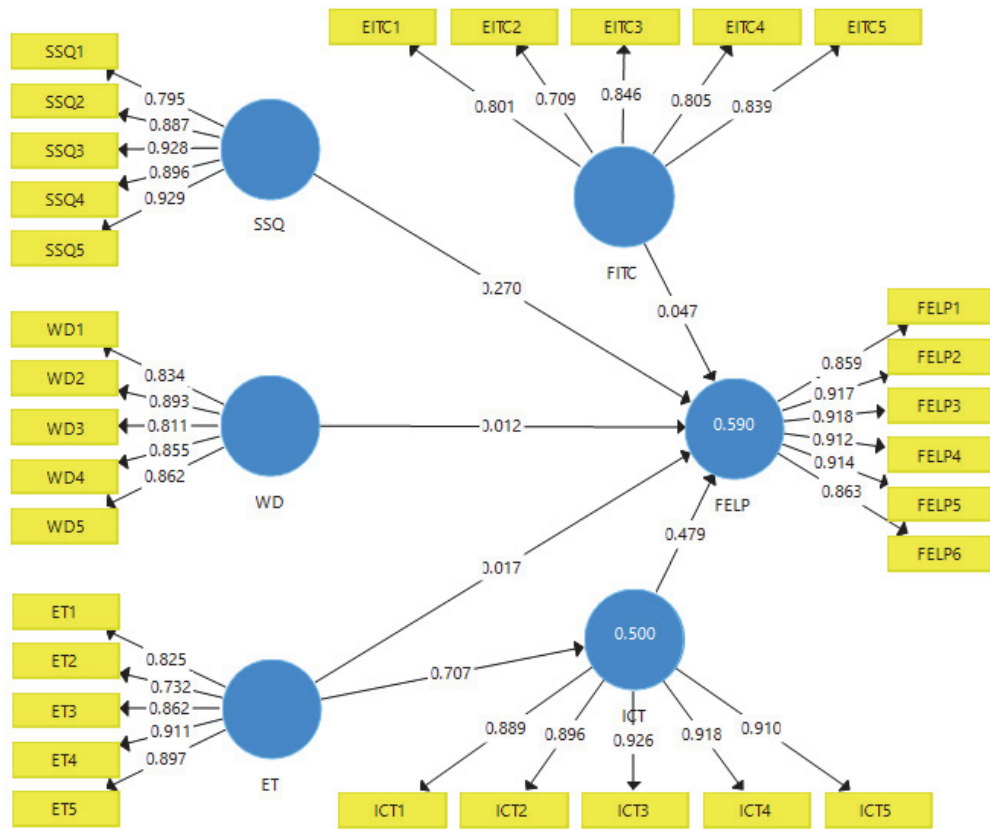 EITC1 EITC2 EITC3 EITC4 EITC5
0.801 0.709 0.846 0.805 0.839
FITC
0.047
SSQ1
SSQ2
SSQ3
SSQ4
SSQ5
0.795
0.887
0.928
0.896
0.929
SSQ
0.270
WD1
WD2
WD3
WD4
WD5
0.834
0.893
0.811
0.855
0.862
WD
0.012
0.590
FELP
0.859
0.917
0.918
0.912
0.914
0.863
FELP1
FELP2
FELP3
FELP4
FELP5
FELP6
0.479
0.017
ET1
ET2
ET3
ET4
ET5
0.825
0.732
0.862
0.911
0.897
ET
0.707
0.500
ICT
0.889 0.896 0.926 0.918 0.910
ICT1 ICT2 ICT3 ICT4 ICT5